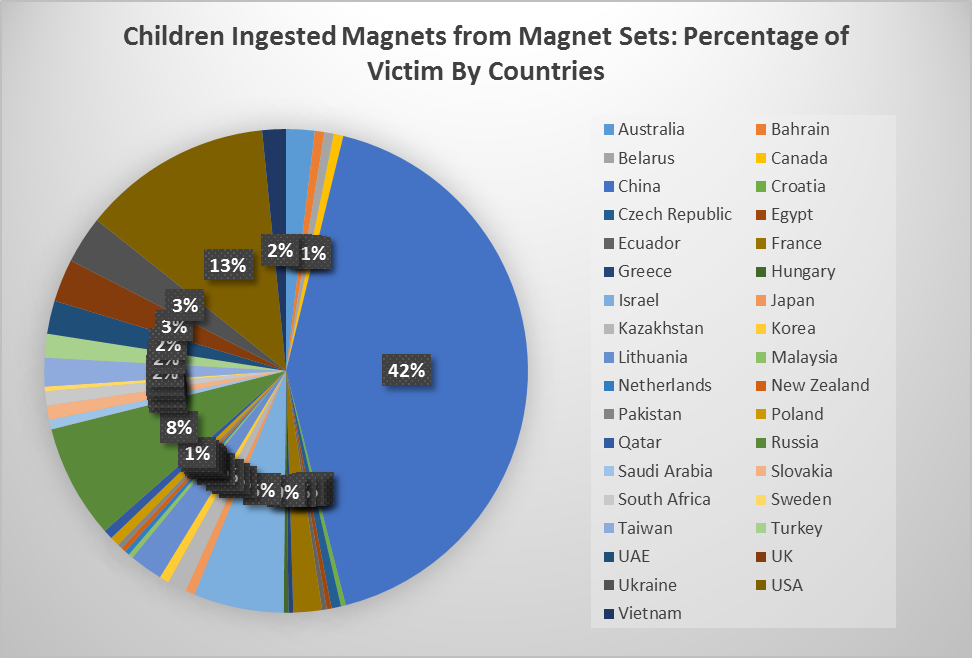 Children Ingested Magnets from Magnet Sets: Percentage of
Victim By Countries
2%
1%
13%
3%
3%
2%
2%
42%
8%
1%
Australia
Bahrain
Belarus
Canada
China
Croatia
Czech Republic
Egypt
Ecuador
France
Greece
Hungary
Israel
Japan
Kazakhstan
Korea
Lithuania
Malaysia
Netherlands
New Zealand
Pakistan
Poland
Qatar
Russia
Saudi Arabia
Slovakia
South Africa
Sweden
Taiwan
Turkey
UAE
UK
Ukraine
USA
Vietnam